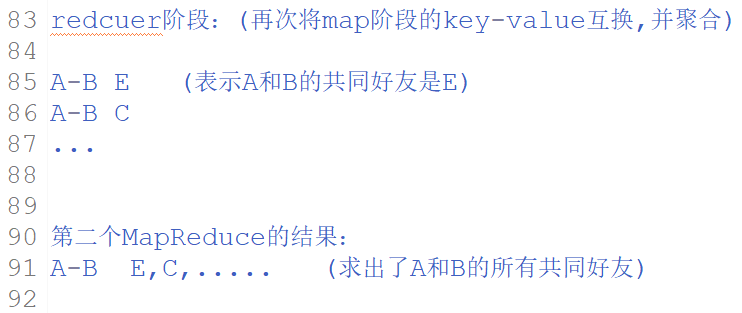 83 redcuer阶段：(再次将map阶段的key-value互换,并聚合)
84
85 A-B E   (表示A和B的共同好友是E)
86 A-B C
87 ...
88
89
90 第二个MapReduce的结果：
91 A-B  E,C,.....   (求出了A和B的所有共同好友)
92